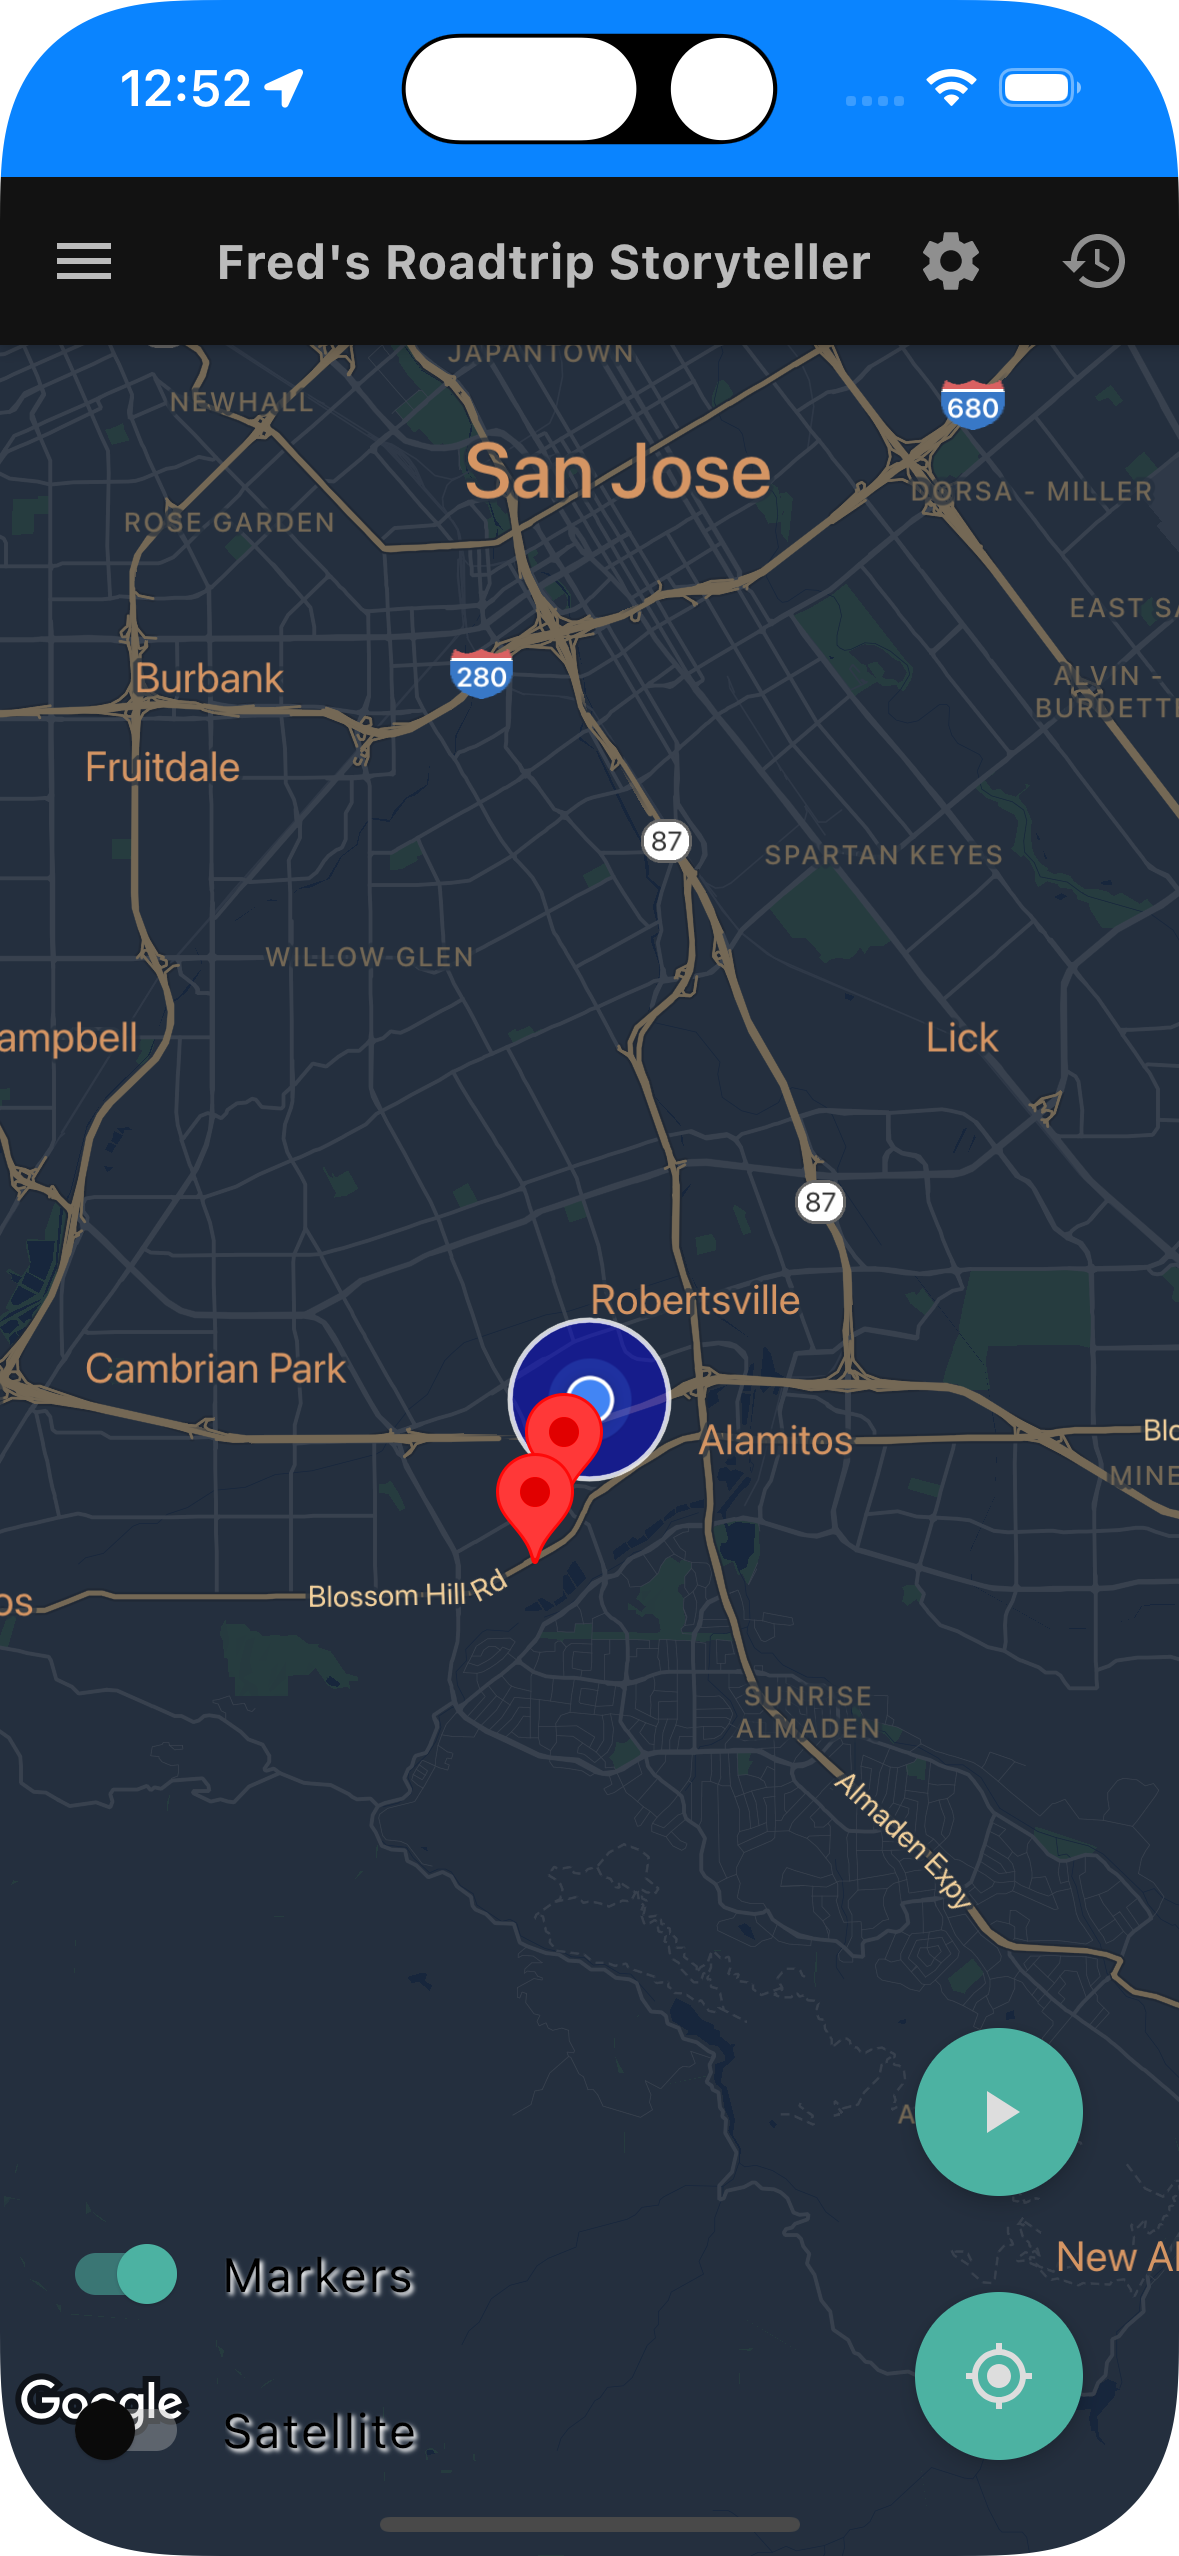 12:52
Fred's Roadtrip Storyteller
JAPANTOWN
NEWHALL
680
San Jose
DORSA - MILLER
ROSE GARDEN
EAST SA
Burbank
280
ALVIN -
BURDETTE
Fruitdale
87
SPARTAN KEYES
WILLOW GLEN
ampbell
Lick
87
Robertsville
Cambrian Park
Alamitos
Blo
MINE
Blossom Hill Rd
os
SUNRISE
ALMADEN
Almaden Expy
A
New Al
Markers
Google
Satellite